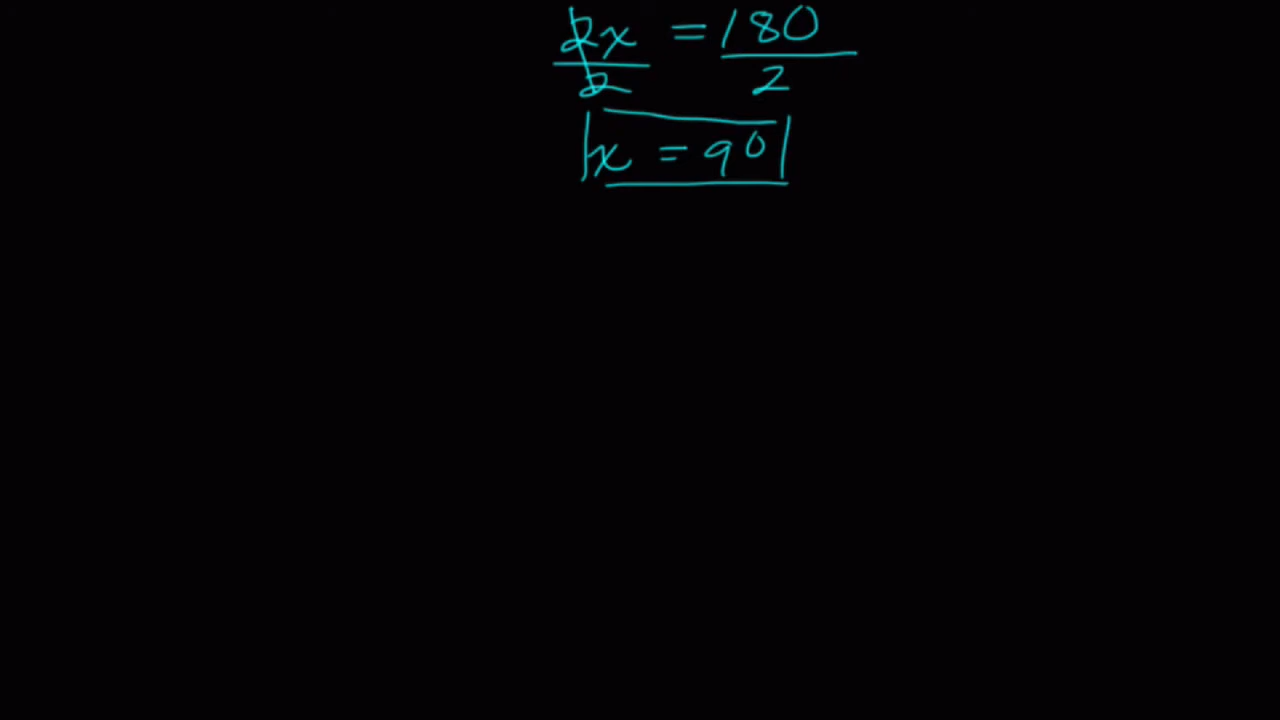 2x = 180
2 2
x = 90